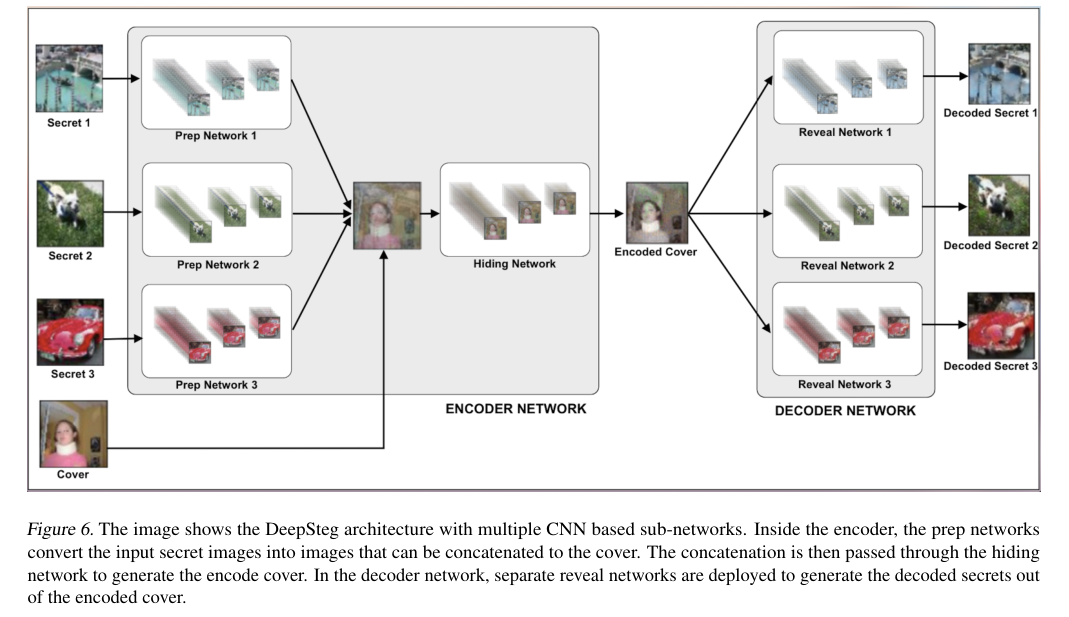 Secret 1
Prep Network 1
Reveal Network 1
Decoded Secret 1
Secret 2
Prep Network 2
Hiding Network
Encoded Cover
Reveal Network 2
Decoded Secret 2
Secret 3
Prep Network 3
Reveal Network 3
Decoded Secret 3
ENCODER NETWORK
DECODER NETWORK
Cover
Figure 6. The image shows the DeepSteg architecture with multiple CNN based sub-networks. Inside the encoder, the prep networks
convert the input secret images into images that can be concatenated to the cover. The concatenation is then passed through the hiding
network to generate the encode cover. In the decoder network, separate reveal networks are deployed to generate the decoded secrets out
of the encoded cover.